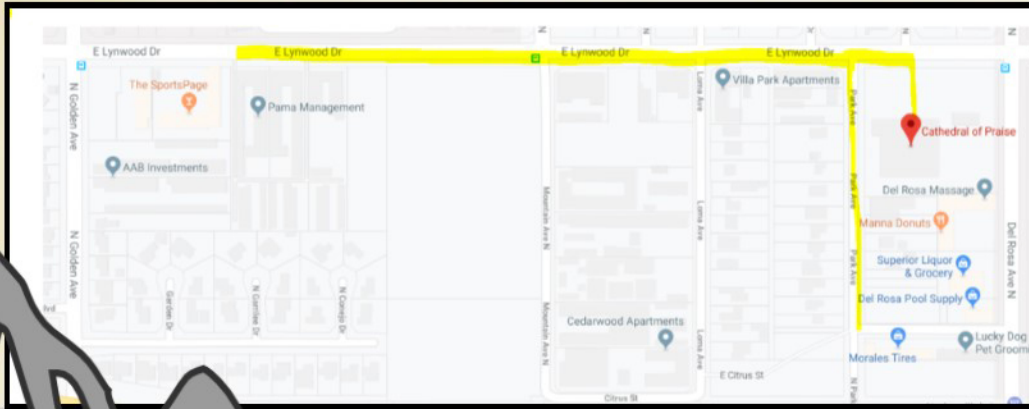 E Lynwood Dr
E Lynwood Dr
E Lynwood Dr
E Lynwood Dr
N
N
N
N
N
The SportsPage
N Golden Ave
Pama Management
Loma Ave
Villa Park Apartments
Park Ave
Cathedral of Praise
AAB Investments
Park Ave
Del Rosa Massage
Mountain Ave N
Loma Ave
Manna Donuts
N Golden Ave
Del Rosa Ave N
Park Ave
Superior Liquor
& Grocery
Garden Dr
N Conejo Dr
Del Rosa Pool Supply
Mountain Ave N
Cedarwood Apartments
Loma Ave
Lucky Dog
Pet Groom
Morales Tires
E Citrus St
N Park
Citrus St